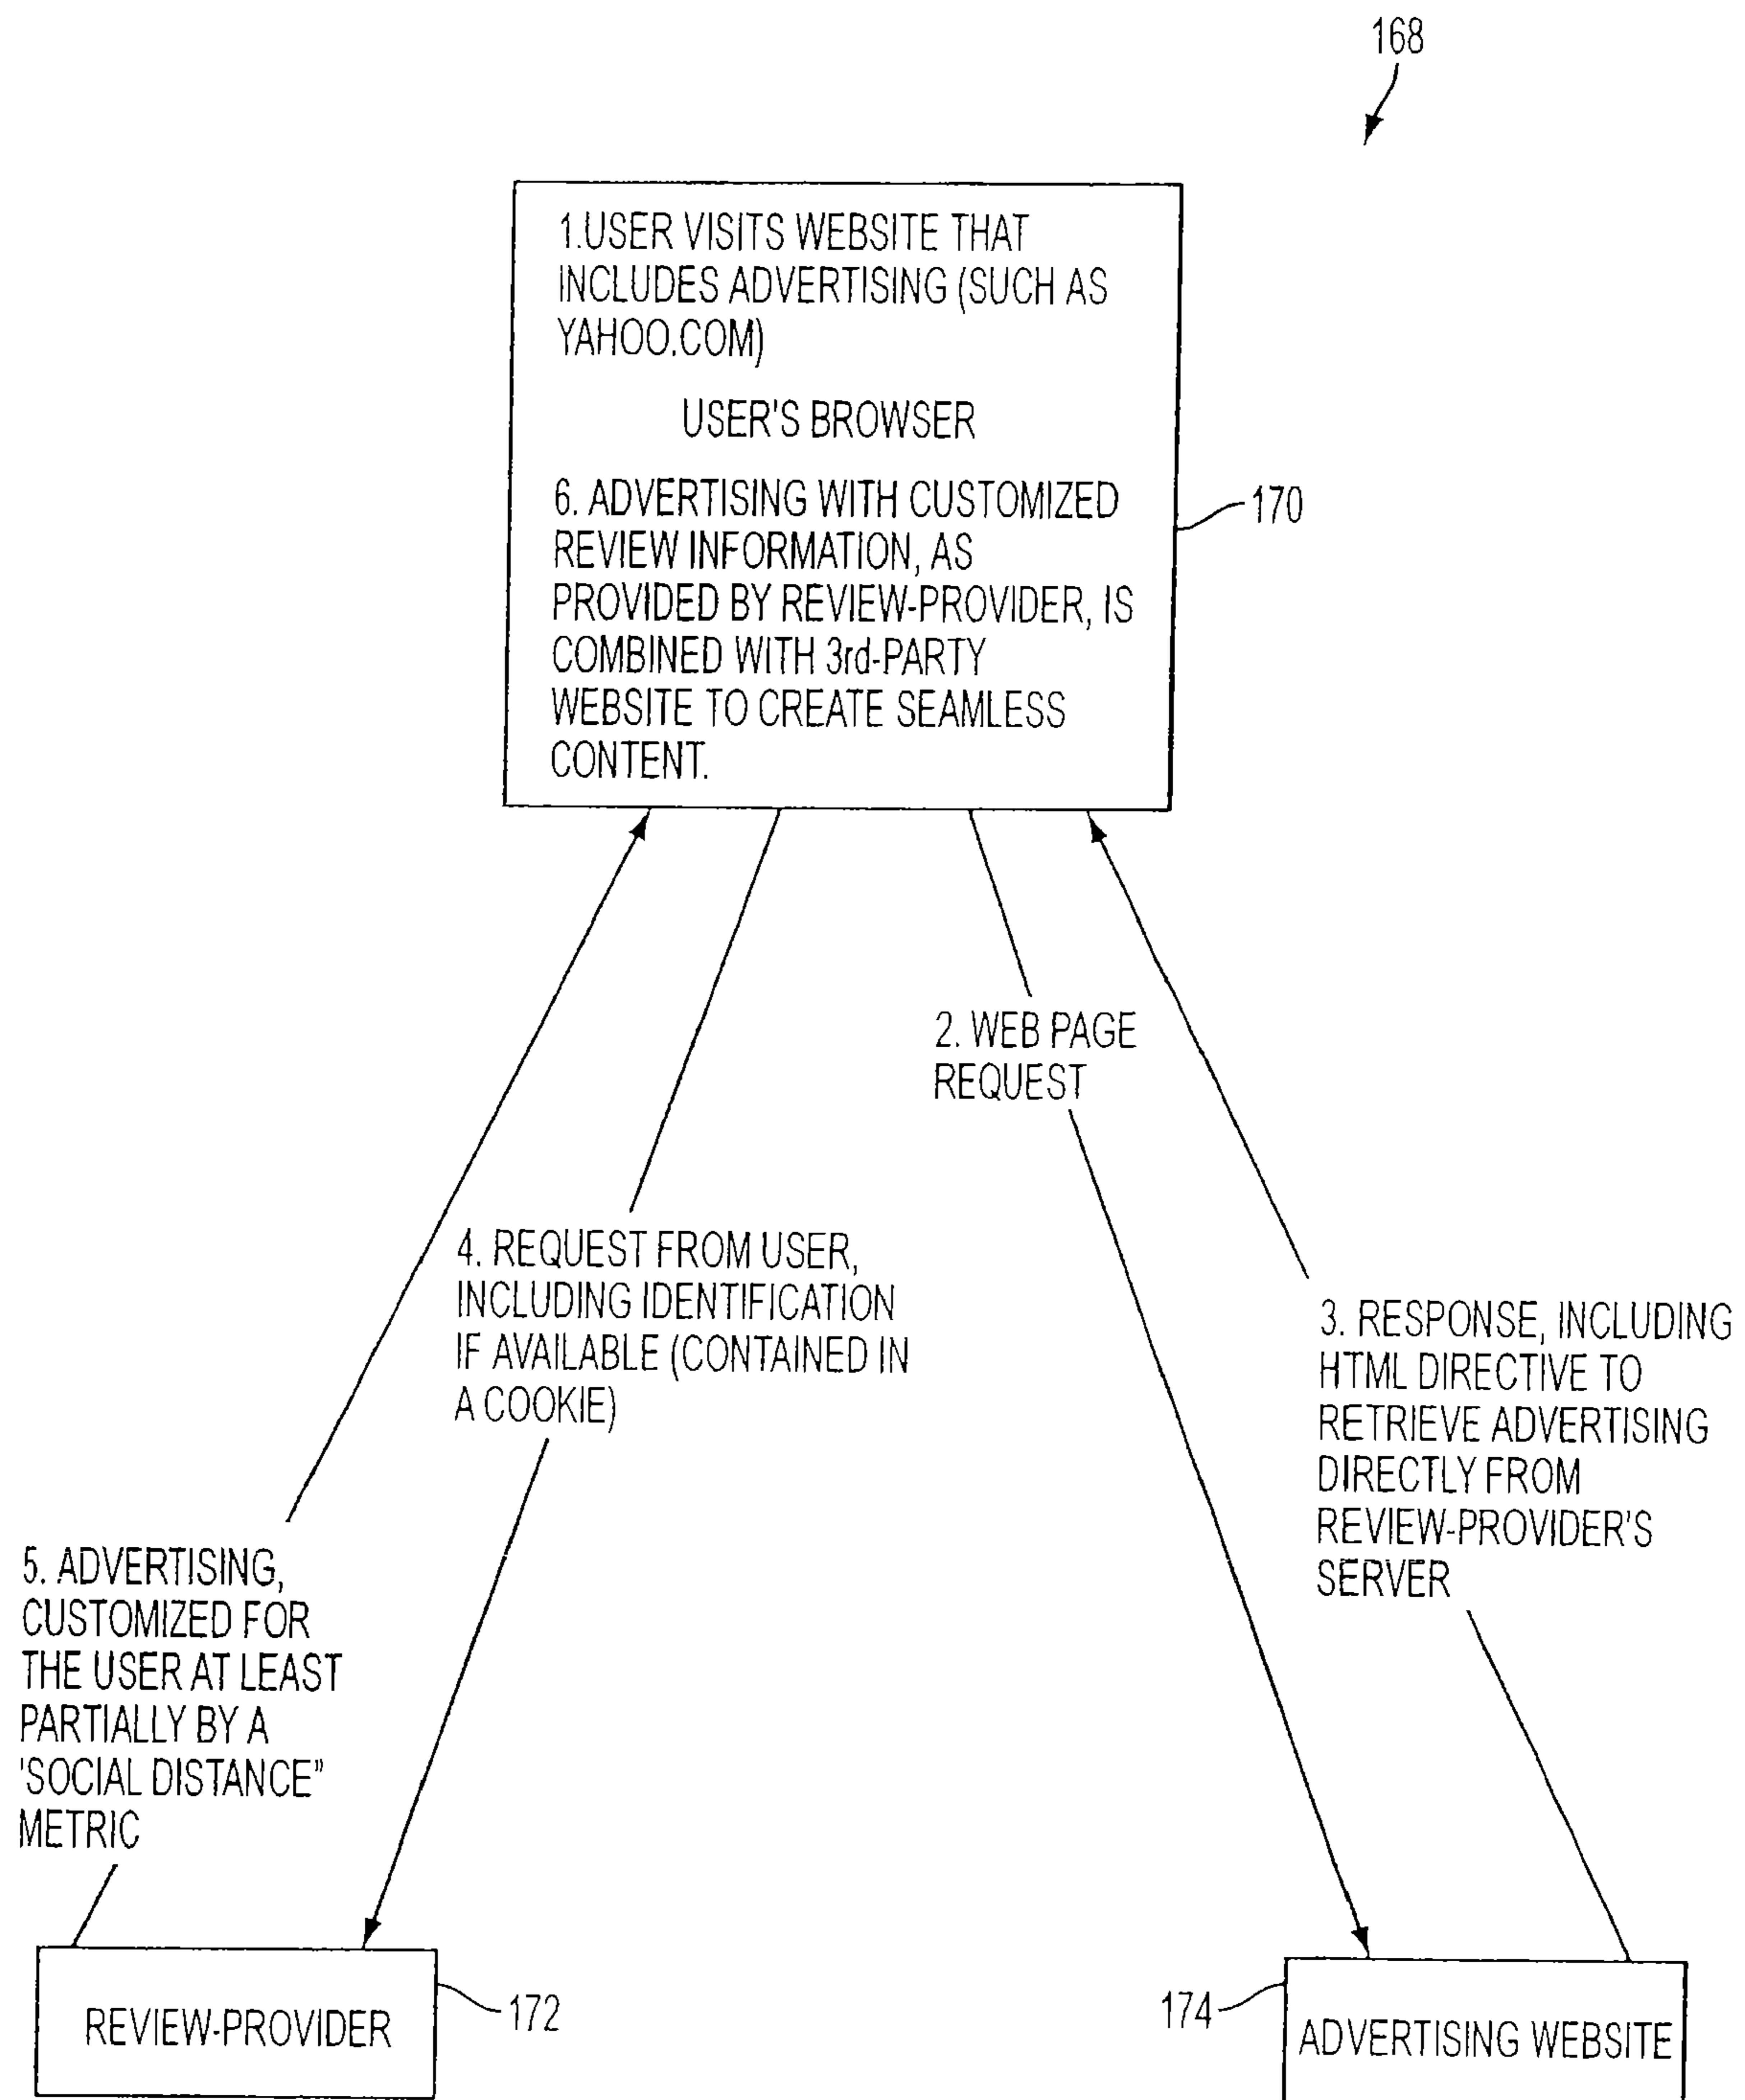 168
1.USER VISITS WEBSITE THAT
INCLUDES ADVERTISING (SUCH AS
YAHOO.COM)
USER'S BROWSER
6. ADVERTISING WITH CUSTOMIZED
REVIEW INFORMATION, AS
PROVIDED BY REVIEW-PROVIDER, IS
COMBINED WITH 3rd-PARTY
WEBSITE TO CREATE SEAMLESS
CONTENT.
170
2. WEB PAGE
REQUEST
4. REQUEST FROM USER,
INCLUDING IDENTIFICATION
IF AVAILABLE (CONTAINED IN
A COOKIE)
3. RESPONSE, INCLUDING
HTML DIRECTIVE TO
RETRIEVE ADVERTISING
DIRECTLY FROM
REVIEW-PROVIDER'S
SERVER
5. ADVERTISING,
CUSTOMIZED FOR
THE USER AT LEAST
PARTIALLY BY A
'SOCIAL DISTANCE"
METRIC
REVIEW-PROVIDER
172
174
ADVERTISING WEBSITE